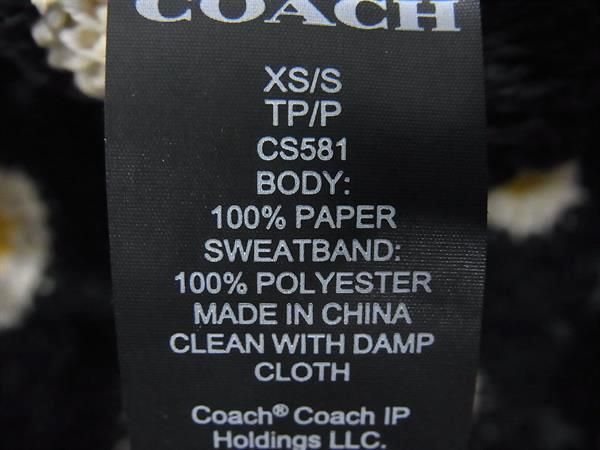 COACH
XS/S
TP/P
CS581
BODY:
100% PAPER
SWEATBAND:
100% POLYESTER
MADE IN CHINA
CLEAN WITH DAMP
CLOTH
Coach® Coach IP
Holdings LLC.